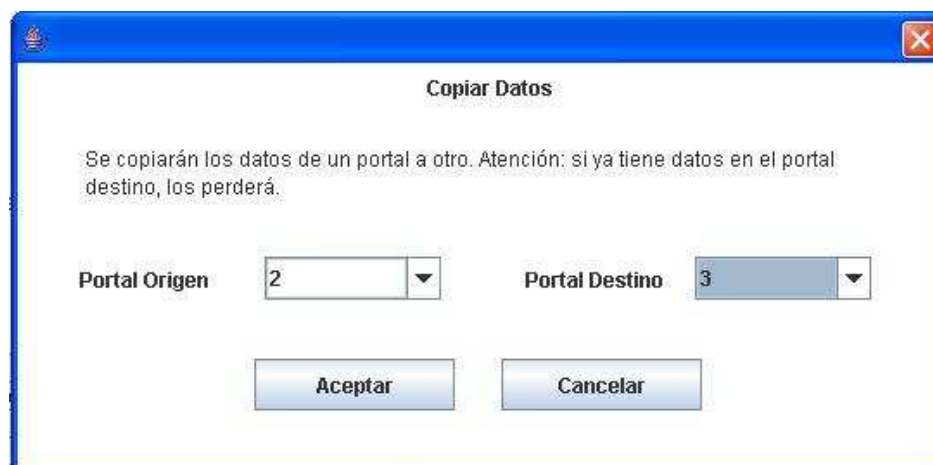 Copiar Datos
Se copiarán los datos de un portal a otro. Atención: si ya tiene datos en el portal
destino, los perderá.
Portal Origen 2 Portal Destino 3
Aceptar Cancelar